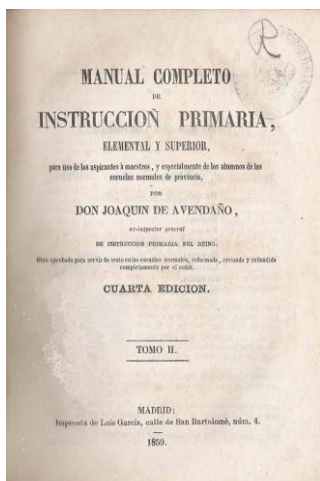 R
MANUAL COMPLETO
DE
INSTRUCCION PRIMARIA,
ELEMENTAL Y SUPERIOR,
para uso de los aspirantes á maestros, y especialmente de los alumnos de las
escuelas normales de provincia,
POR
DON JOAQUIN DE AVENDAÑO,
ex-inspector general
DE INSTRUCCION PRIMARIA DEL REINO.
Obra aprobada para servir de testo en las escuelas normales, reformada, revisada y refundida
completamente por el autor.
CUARTA EDICION.
TOMO II.
MADRID:
Imprenta de Luis García, calle de San Bartolomé, núm. 4.
1859.